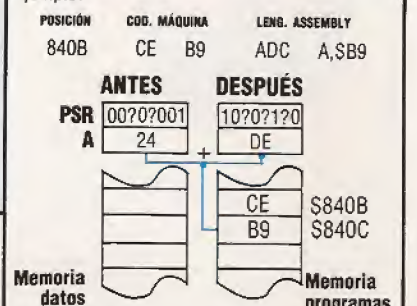 POSICIÓN COD. MÁQUINA LENG. ASSEMBLY
840B CE B9 ADC A,$B9
ANTES DESPUÉS
PSR 00?0?001 10?0?1?0
A 24 + DE
CE $840B
B9 $840C
Memoria datos
Memoria programas